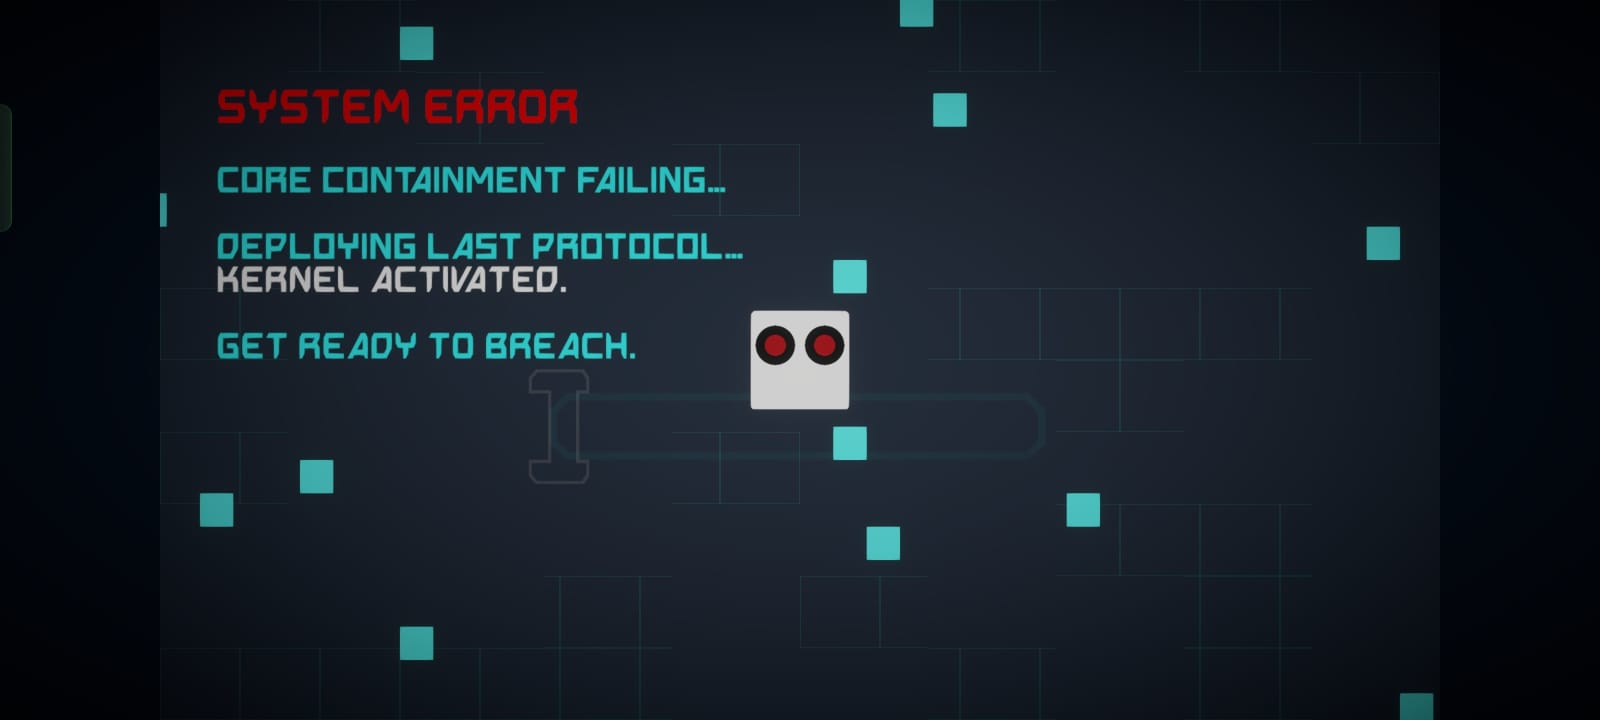 SYSTEM ERROR
CORE CONTAINMENT FAILING...
DEPLOYING LAST PROTOCOL...
KERNEL ACTIVATED.
GET READY TO BREACH.